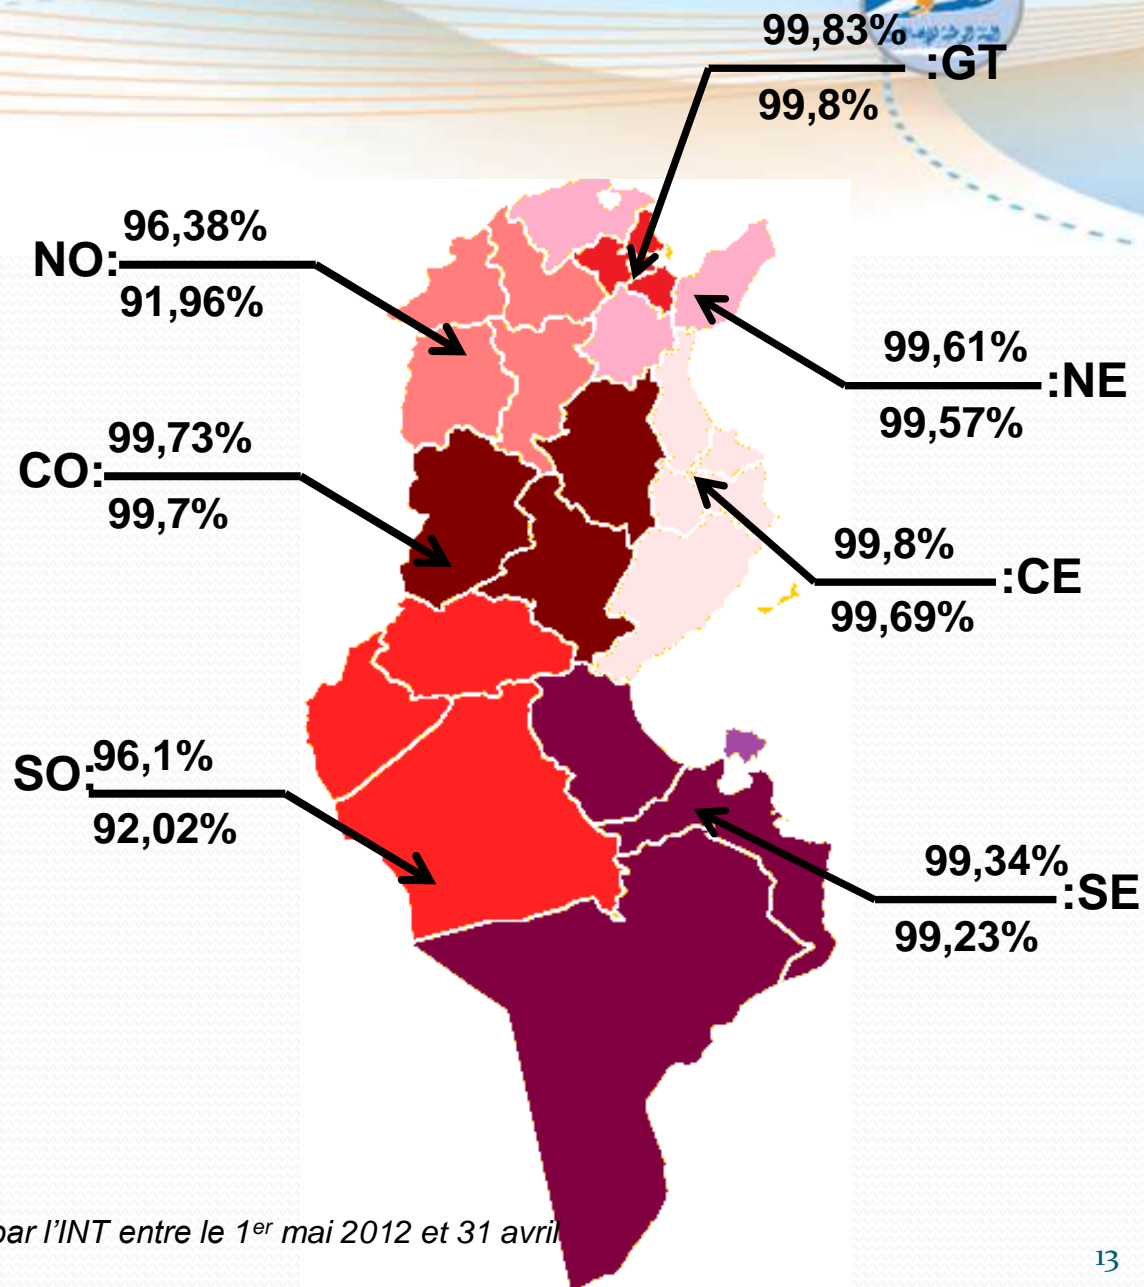 99,83%
:GT
99,8%
96,38%
NO:
91,96%
99,61%
:NE
99,57%
99,73%
CO:
99,7%
99,8%
:CE
99,69%
96,1%
SO:
92,02%
99,34%
:SE
99,23%
par l'INT entre le 1er mai 2012 et 31 avril
13